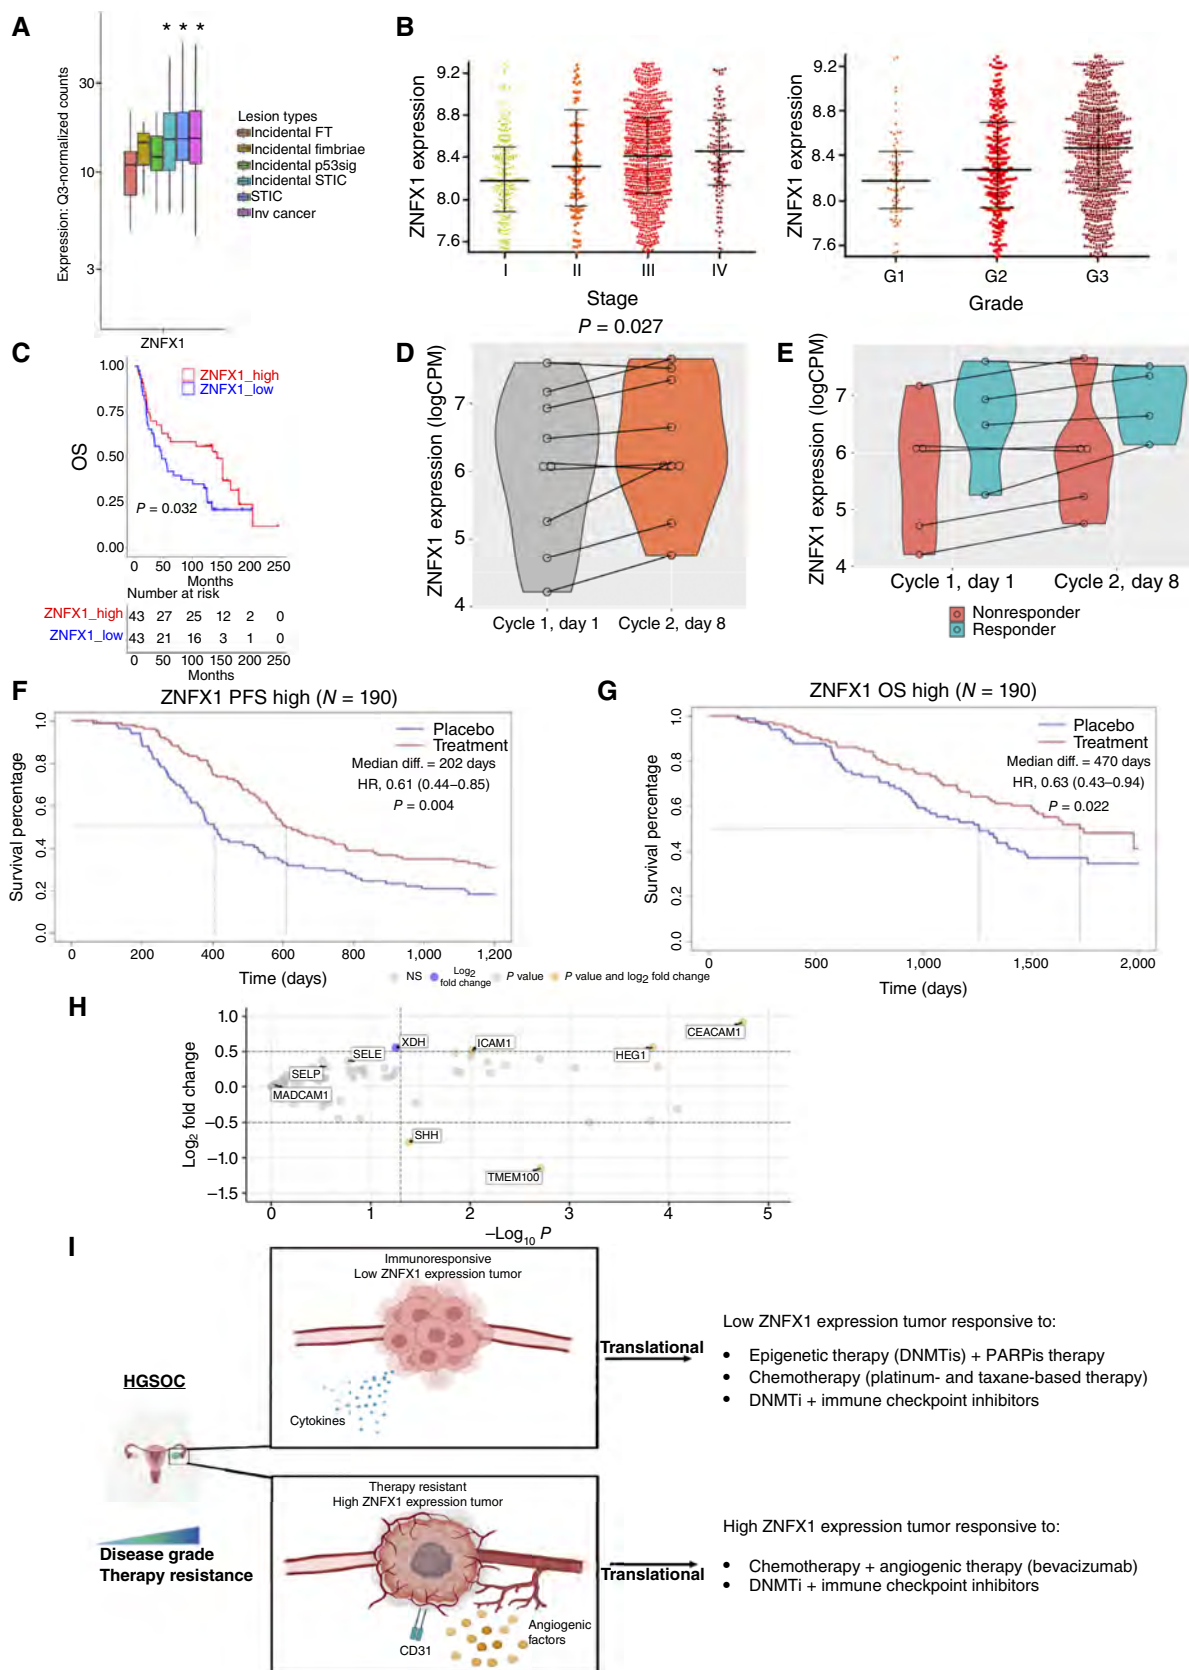 A
* * *
Expression: Q3-normalized counts
30
10
3
ZNFX1
Lesion types
Incidental FT
Incidental fimbriae
Incidental p53sig
Incidental STIC
STIC
Inv cancer
B
ZNFX1 expression
9.2
8.8
8.4
8.0
7.6
I II III IV
Stage
ZNFX1 expression
9.2
8.8
8.4
8.0
7.6
G1 G2 G3
Grade
C
OS
1.00
0.75
0.50
0.25
0.00
ZNFX1_high
ZNFX1_low
P = 0.032
0 50 100 150 200 250
Months
Number at risk
ZNFX1_high 43 27 25 12 2 0
ZNFX1_low 43 21 16 3 1 0
0 50 100 150 200 250
Months
D
P = 0.027
ZNFX1 expression (logCPM)
7
6
5
4
Cycle 1, day 1 Cycle 2, day 8
E
ZNFX1 expression (logCPM)
7
6
5
4
Cycle 1, day 1 Cycle 2, day 8
Nonresponder
Responder
F
ZNFX1 PFS high (N = 190)
Survival percentage
1.0
0.8
0.6
0.4
0.2
0.0
Placebo
Treatment
Median diff. = 202 days
HR, 0.61 (0.44–0.85)
P = 0.004
0 200 400 600 800 1,000 1,200
Time (days)
G
ZNFX1 OS high (N = 190)
Survival percentage
1.0
0.8
0.6
0.4
0.2
0.0
Placebo
Treatment
Median diff. = 470 days
HR, 0.63 (0.43–0.94)
P = 0.022
0 500 1,000 1,500 2,000
Time (days)
NS Log2 fold change P value P value and log2 fold change
H
Log2 fold change
1.0
0.5
0.0
−0.5
−1.0
−1.5
CEACAM1
XDH
ICAM1
HEG1
SELE
SELP
MADCAM1
SHH
TMEM100
0 1 2 3 4 5
−Log10 P
I
HGSOC
Disease grade
Therapy resistance
Immunoresponsive
Low ZNFX1 expression tumor
Cytokines
Translational
Low ZNFX1 expression tumor responsive to:
• Epigenetic therapy (DNMTis) + PARPis therapy
• Chemotherapy (platinum- and taxane-based therapy)
• DNMTi + immune checkpoint inhibitors
Therapy resistant
High ZNFX1 expression tumor
CD31
Angiogenic
factors
Translational
High ZNFX1 expression tumor responsive to:
• Chemotherapy + angiogenic therapy (bevacizumab)
• DNMTi + immune checkpoint inhibitors